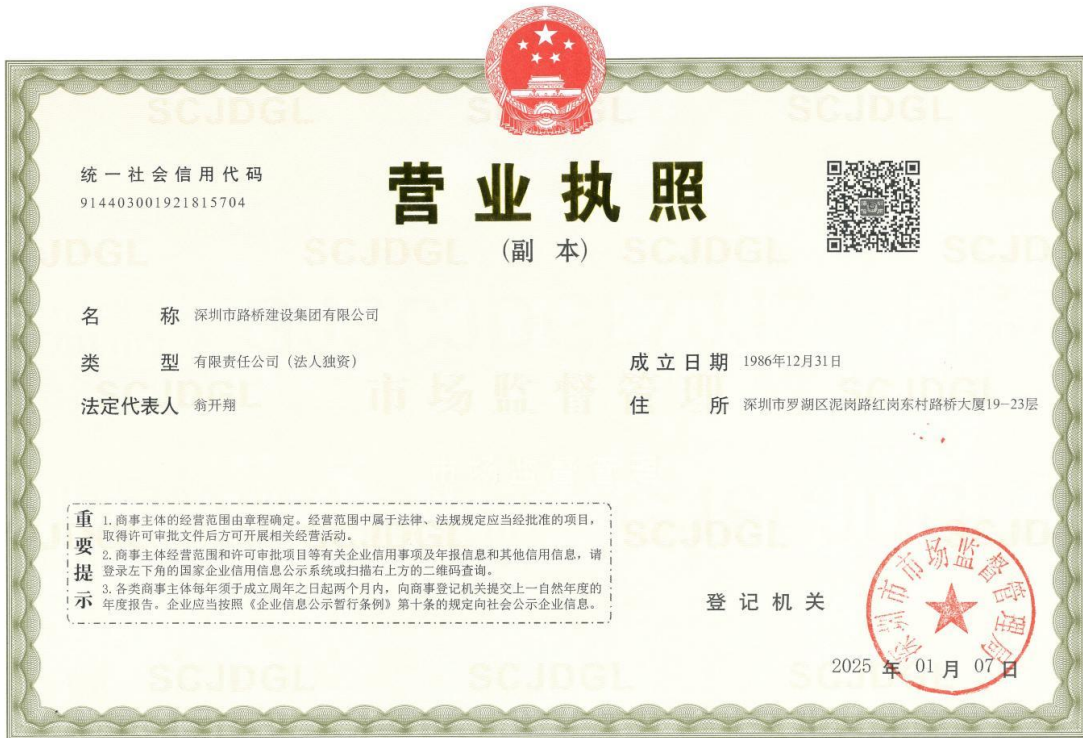 统一社会信用代码
914403001921815704
营业执照
(副 本)
名 称 深圳市路桥建设集团有限公司
类 型 有限责任公司（法人独资）
成立日期 1986年12月31日
法定代表人 翁开翔
住 所 深圳市罗湖区泥岗路红岗东村路桥大厦19-23层
重要提示
1.商事主体的经营范围由章程确定。经营范围中属于法律、法规规定应当经批准的项目，
取得许可审批文件后方可开展相关经营活动。
2.商事主体经营范围和许可审批项目等有关企业信用事项及年报信息和其他信用信息，请
登录左下角的国家企业信用信息公示系统或扫描右上方的二维码查询。
3.各类商事主体每年须于成立周年之日起两个月内，向商事登记机关提交上一自然年度的
年度报告。企业应当按照《企业信息公示暂行条例》第十条的规定向社会公示企业信息。
登记机关
深圳市市场监督管理局
2025 年 01 月 07 日
SCJDGL
市场监督管理